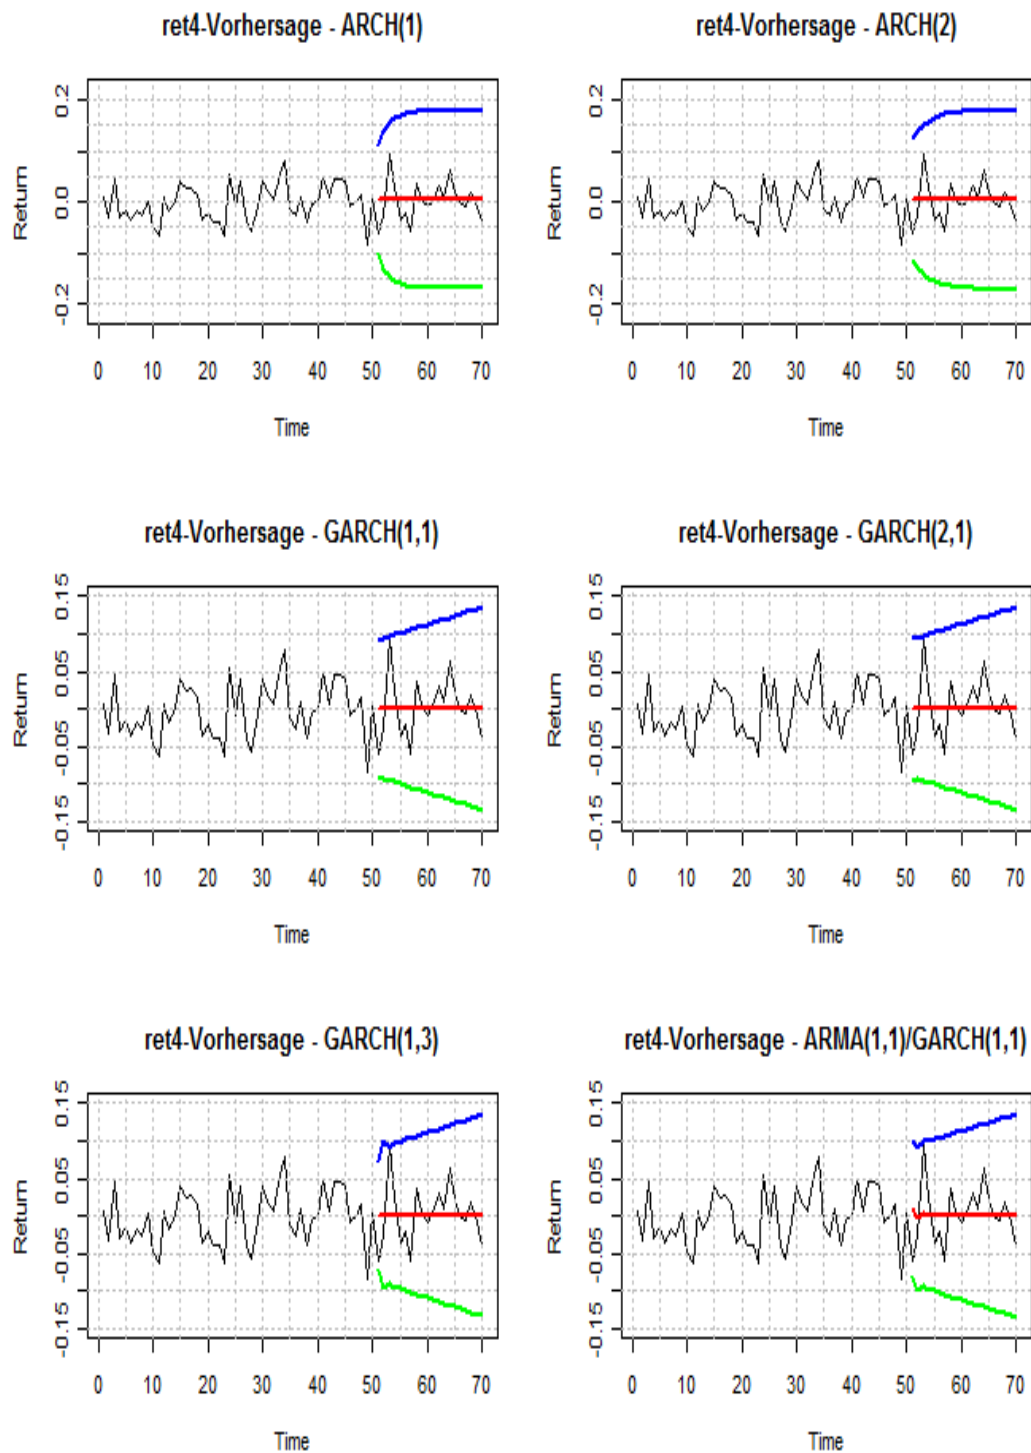 ret4-Vorhersage - ARCH(1)
Return
0.2
0.0
-0.2
0 10 20 30 40 50 60 70
Time
ret4-Vorhersage - ARCH(2)
Return
0.2
0.0
-0.2
0 10 20 30 40 50 60 70
Time
ret4-Vorhersage - GARCH(1,1)
Return
0.15
0.05
-0.05
-0.15
0 10 20 30 40 50 60 70
Time
ret4-Vorhersage - GARCH(2,1)
Return
0.15
0.05
-0.05
-0.15
0 10 20 30 40 50 60 70
Time
ret4-Vorhersage - GARCH(1,3)
Return
0.15
0.05
-0.05
-0.15
0 10 20 30 40 50 60 70
Time
ret4-Vorhersage - ARMA(1,1)/GARCH(1,1)
Return
0.15
0.05
-0.05
-0.15
0 10 20 30 40 50 60 70
Time